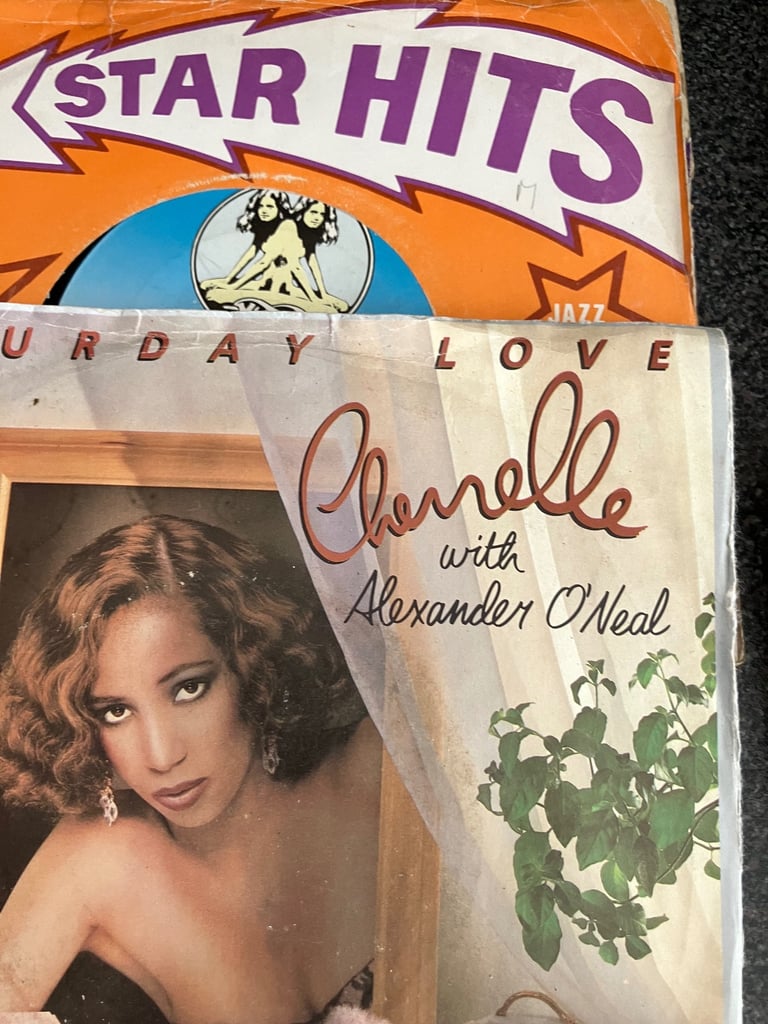 STAR HITS
M
JAZZ
URDAY LOVE
Cherrelle
with
Alexander O'Neal